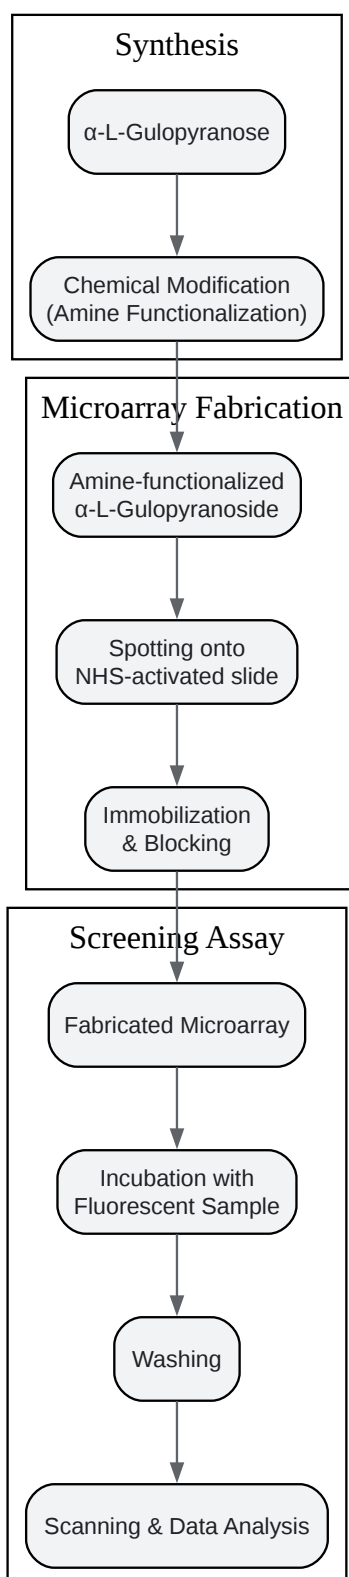 Synthesis
α-L-Gulopyranose
Chemical Modification
(Amine Functionalization)
Microarray Fabrication
Amine-functionalized
α-L-Gulopyranoside
Spotting onto
NHS-activated slide
Immobilization
& Blocking
Screening Assay
Fabricated Microarray
Incubation with
Fluorescent Sample
Washing
Scanning & Data Analysis